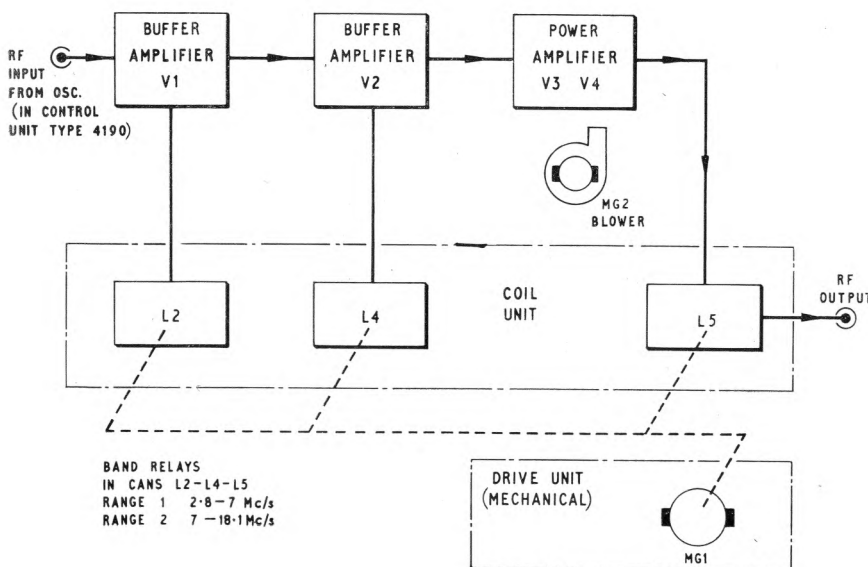 BUFFER
AMPLIFIER
V1
BUFFER
AMPLIFIER
V2
POWER
AMPLIFIER
V3 V4
RF
INPUT
FROM OSC.
(IN CONTROL
UNIT TYPE 4190)
MG2
BLOWER
L2
L4
COIL
UNIT
L5
RF
OUTPUT
BAND RELAYS
IN CANS L2-L4-L5
RANGE 1 2·8-7 Mc/s
RANGE 2 7-18·1 Mc/s
DRIVE UNIT
(MECHANICAL)
MG1